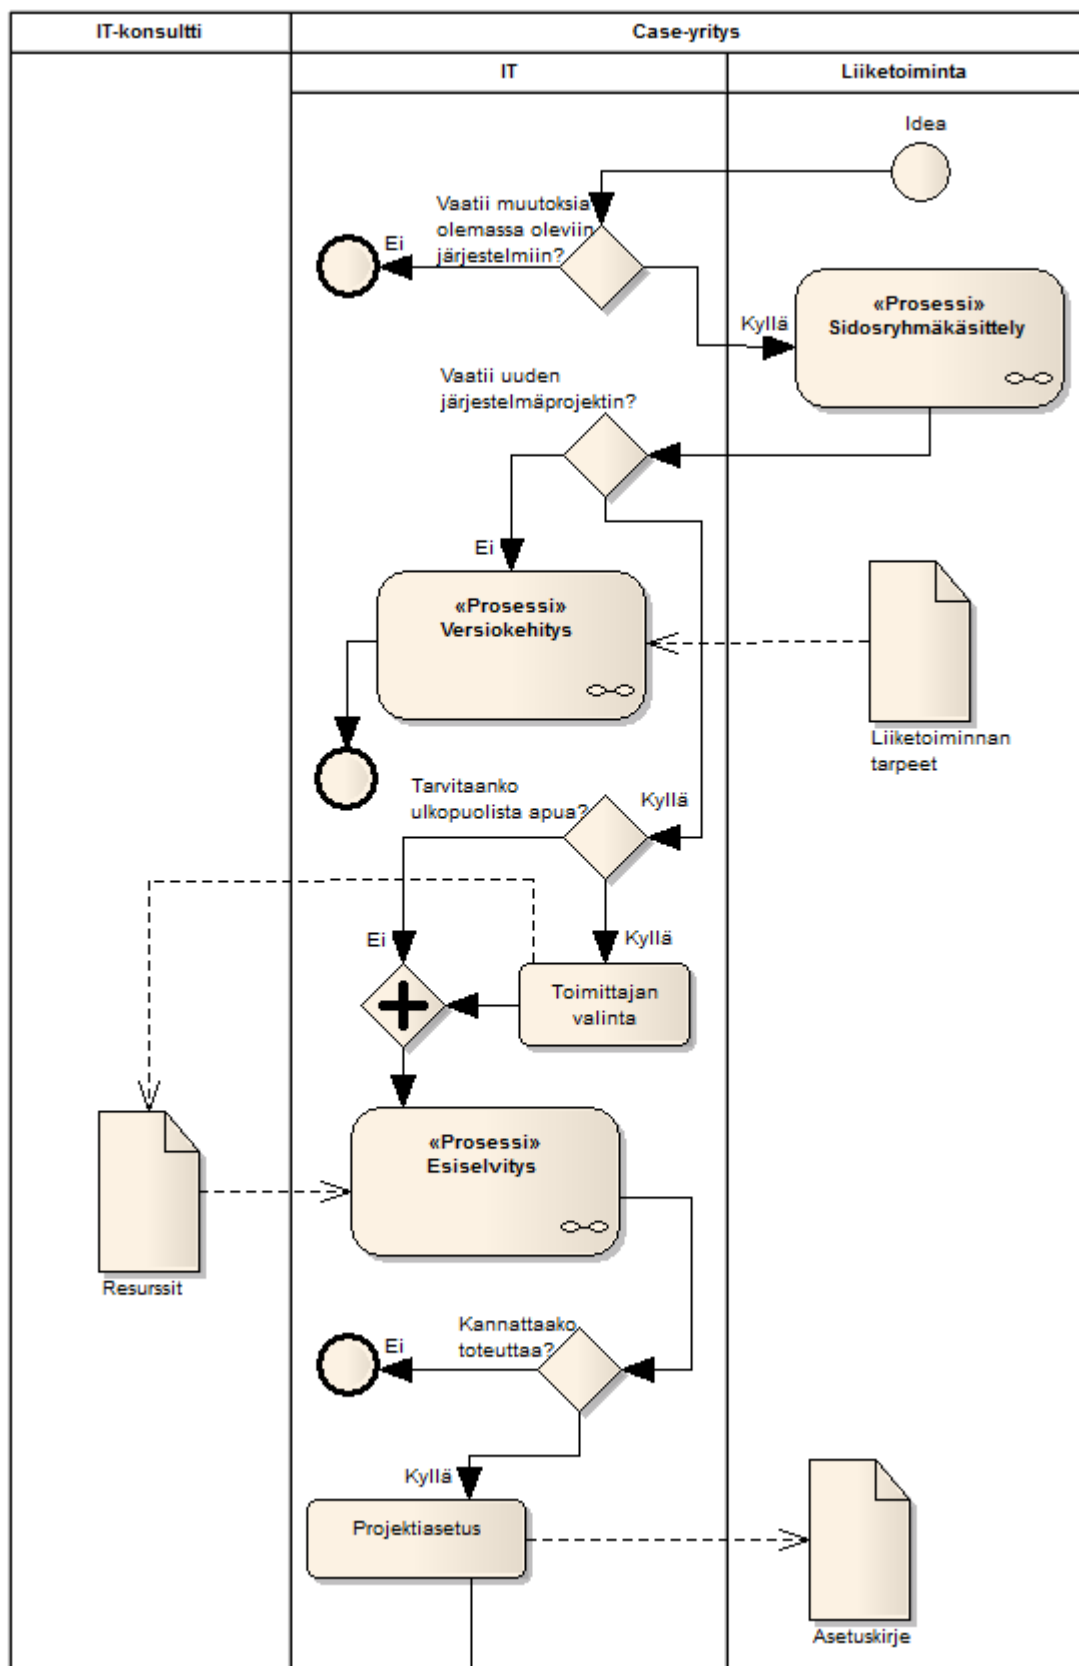 IT-konsultti
Case-yritys
IT
Liiketoiminta
Idea
Vaatii muutoksia
olemassa oleviin
järjestelmiin?
Ei
Kyllä
«Prosessi»
Sidosryhmäkäsittely
Vaatii uuden
järjestelmäprojektin?
Ei
«Prosessi»
Versiokehitys
Liiketoiminnan
tarpeet
Tarvitaanko
ulkopuolista apua?
Kyllä
Ei
Kyllä
Toimittajan
valinta
«Prosessi»
Esiselvitys
Resurssit
Kannattaako
toteuttaa?
Ei
Kyllä
Projektiasetus
Asetuskirje